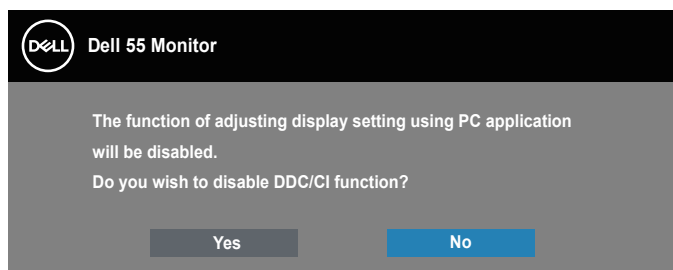 DELL Dell 55 Monitor
The function of adjusting display setting using PC application
will be disabled.
Do you wish to disable DDC/CI function?
Yes No